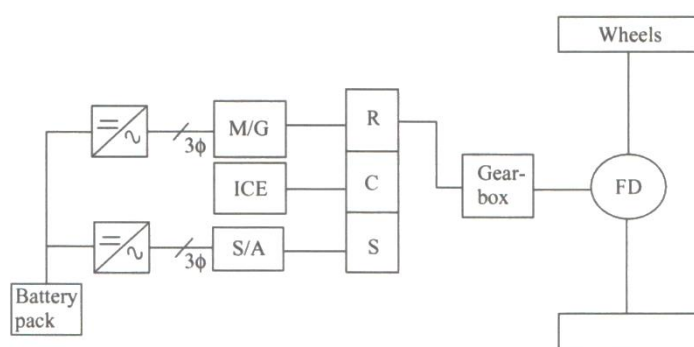 Wheels
M/G
R
3ϕ
Gear-
box
ICE
C
FD
S/A
S
3ϕ
Battery
pack